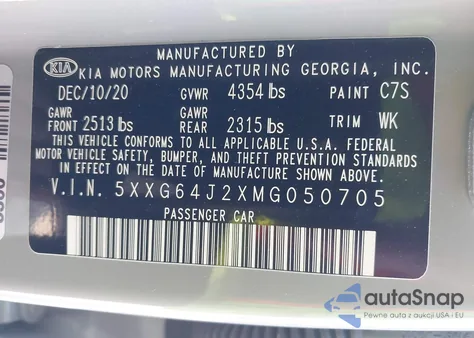 MANUFACTURED BY
KIA KIA MOTORS MANUFACTURING GEORGIA, INC.
DEC/10/20 GVWR 4354 lbs PAINT C7S
GAWR FRONT 2513 lbs GAWR REAR 2315 lbs TRIM WK
THIS VEHICLE CONFORMS TO ALL APPLICABLE U.S.A. FEDERAL
MOTOR VEHICLE SAFETY, BUMPER, AND THEFT PREVENTION STANDARDS
IN EFFECT ON THE DATE OF MANUFACTURE SHOWN ABOVE.
V.I.N. 5XXG64J2XMG050705
PASSENGER CAR
autoSnap
Pewne auta z aukcji USA i EU